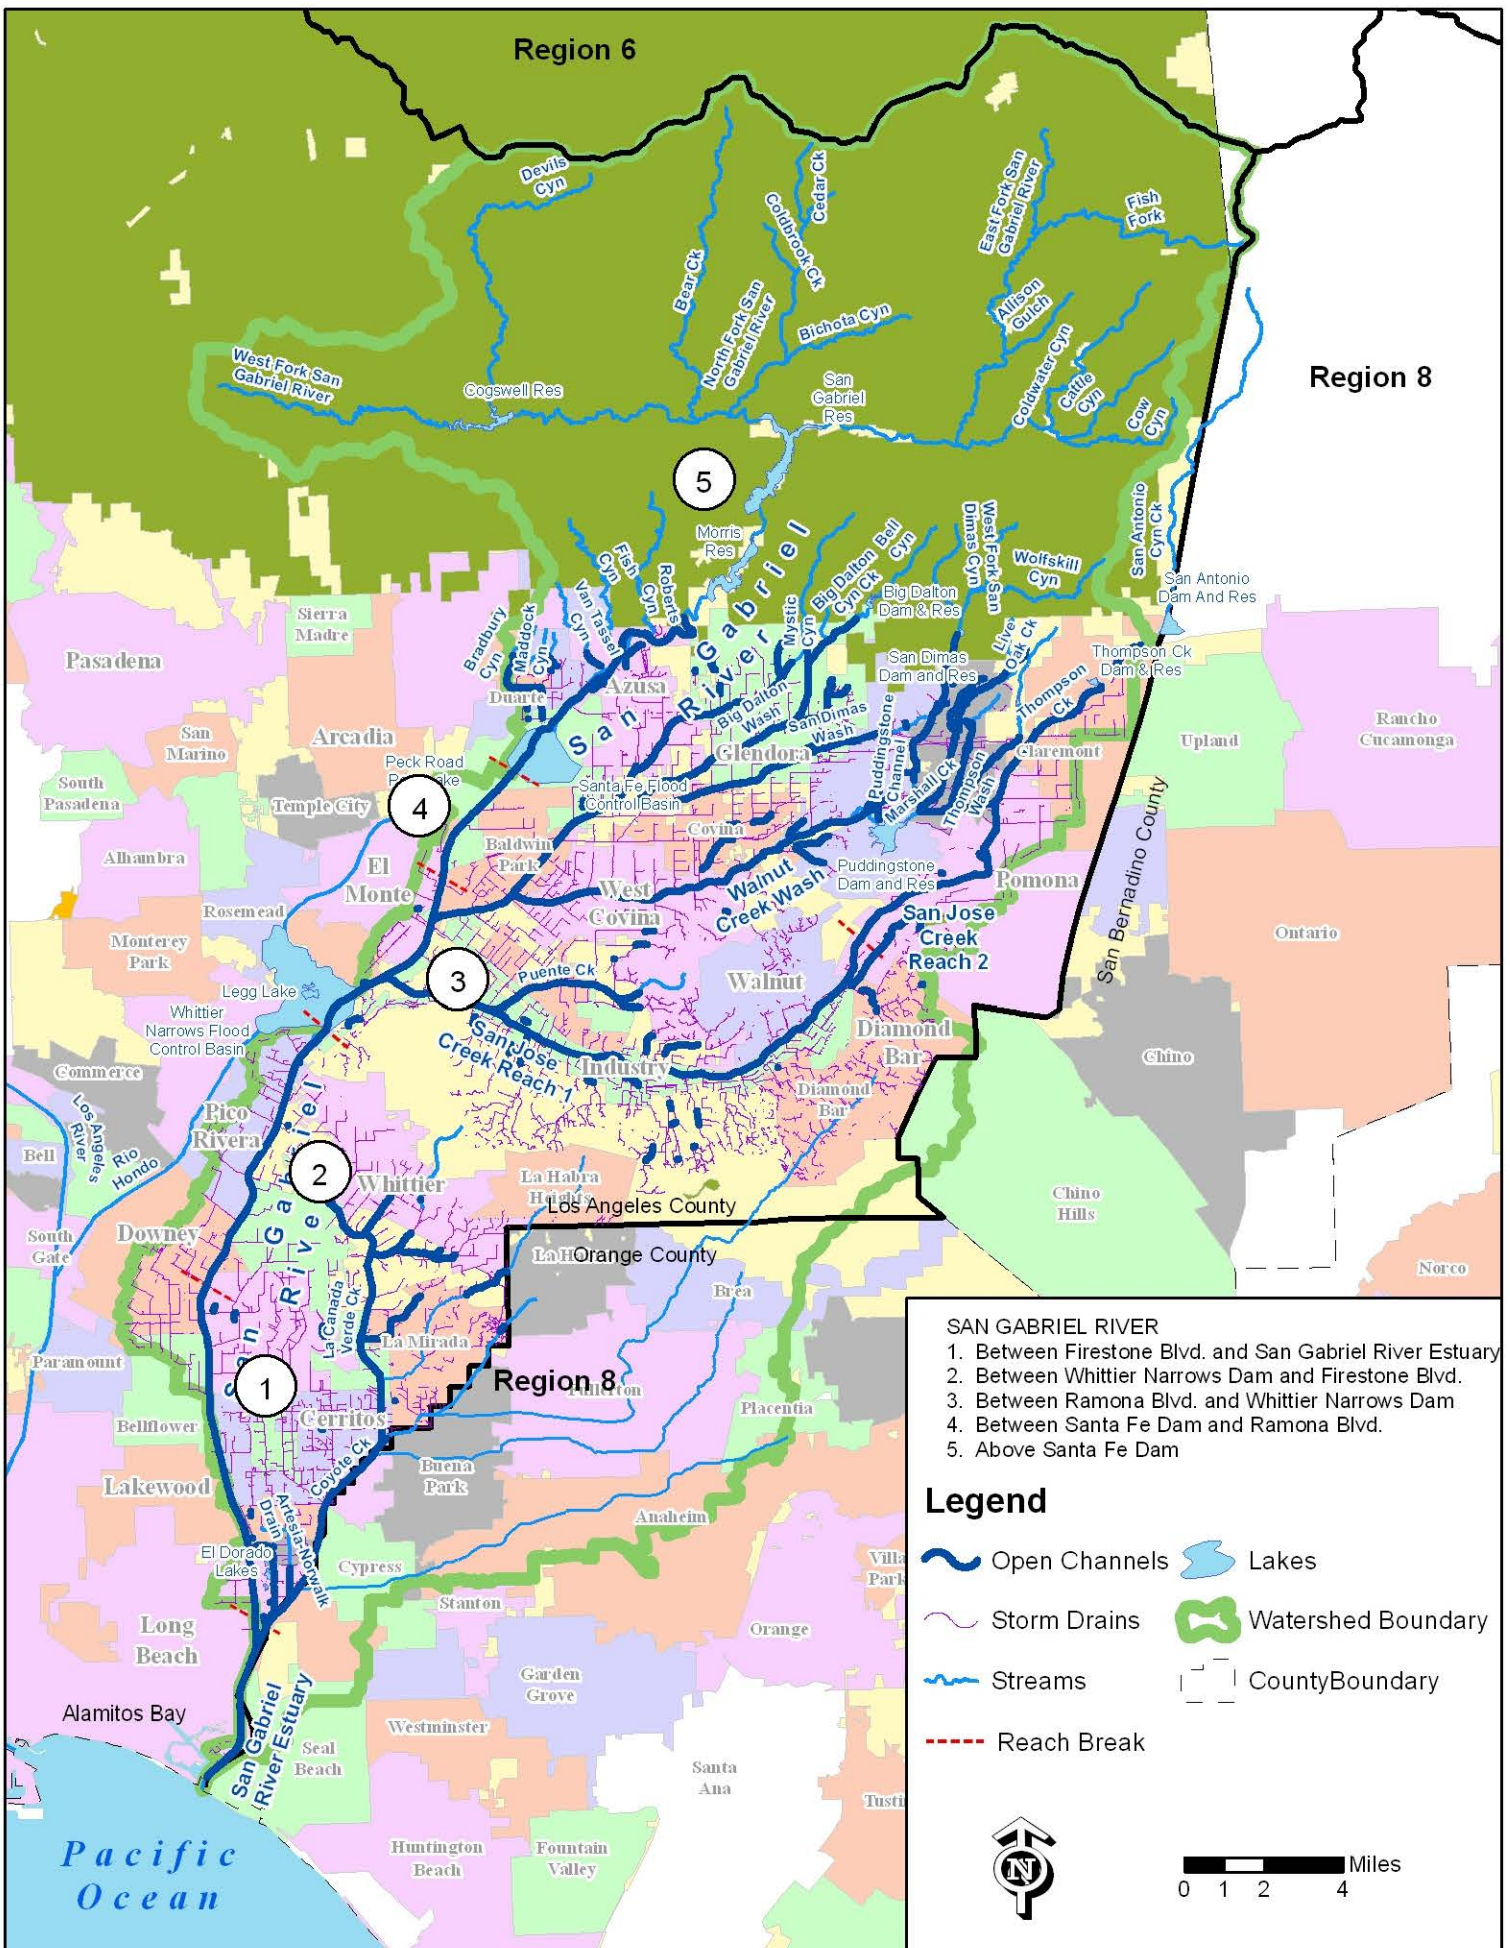 Region 6
Devils
Cyn
Cedar Ck
Coldbrook Ck
East Fork San
Gabriel River
Fish
Fork
Bear Ck
North Fork San
Gabriel River
Bichota Cyn
Allison
Gulch
Region 8
West Fork San
Gabriel River
Cogswell Res
San
Gabriel
Res
Coldwater Cyn
Cattle
Cyn
Cow
Cyn
5
Morris
Res
San Antonio
Cyn Ck
San Antonio
Dam And Res
Fish
Cyn
Roberts
Cyn
Van Tassel
Cyn
Bradbury
Cyn
Maddock
Cyn
Mystic
Cyn
Big Dalton
Cyn Ck
Bell
Cyn
Big Dalton
Dam & Res
West Fork San
Dimas Cyn
Wolfskill
Cyn
Live
Oak Ck
San Dimas
Dam and Res
Thompson Ck
Dam & Res
Thompson
Ck
Sierra
Madre
Pasadena
Duarte
Azusa
San Gabriel
River
Big Dalton
Wash
San Dimas
Wash
Puddingstone
Channel
Marshall Ck
Thompson
Wash
Claremont
Upland
Rancho
Cucamonga
San
Marino
Arcadia
Peck Road
Glendora
South
Pasadena
Temple City
4
Santa Fe Flood
Control Basin
Alhambra
El
Monte
Baldwin
Park
Covina
West
Covina
Walnut
Creek Wash
Puddingstone
Dam and Res
Pomona
San Bernadino County
Rosemead
Monterey
Park
San Jose
Creek
Reach 2
Ontario
3
Puente Ck
Walnut
Legg Lake
Whittier
Narrows Flood
Control Basin
San Jose
Creek Reach 1
Industry
Diamond
Bar
Diamond
Bar
Chino
Commerce
Los Angeles
River
Rio
Hondo
Bell
Pico
Rivera
San Gabriel
River
2
Whittier
La Habra
Heights
Los Angeles County
Orange County
La Ha
Chino
Hills
South
Gate
Downey
La Canada
Verde Ck
Brea
Norco
Paramount
La Mirada
Region 8
1
Bellflower
Cerritos
Placentia
Lakewood
Coyote Ck
Buena
Park
Artesia-Norwalk
Drain
Anaheim
El Dorado
Lakes
Cypress
Villa
Park
Stanton
Orange
Long
Beach
Garden
Grove
Alamitos Bay
San Gabriel
River Estuary
Westminster
Seal
Beach
Santa
Ana
Tusti
Pacific
Ocean
Huntington
Beach
Fountain
Valley
SAN GABRIEL RIVER
1. Between Firestone Blvd. and San Gabriel River Estuary
2. Between Whittier Narrows Dam and Firestone Blvd.
3. Between Ramona Blvd. and Whittier Narrows Dam
4. Between Santa Fe Dam and Ramona Blvd.
5. Above Santa Fe Dam
Legend
Open Channels
Lakes
Storm Drains
Watershed Boundary
Streams
CountyBoundary
Reach Break
N
Miles
0 1 2 4